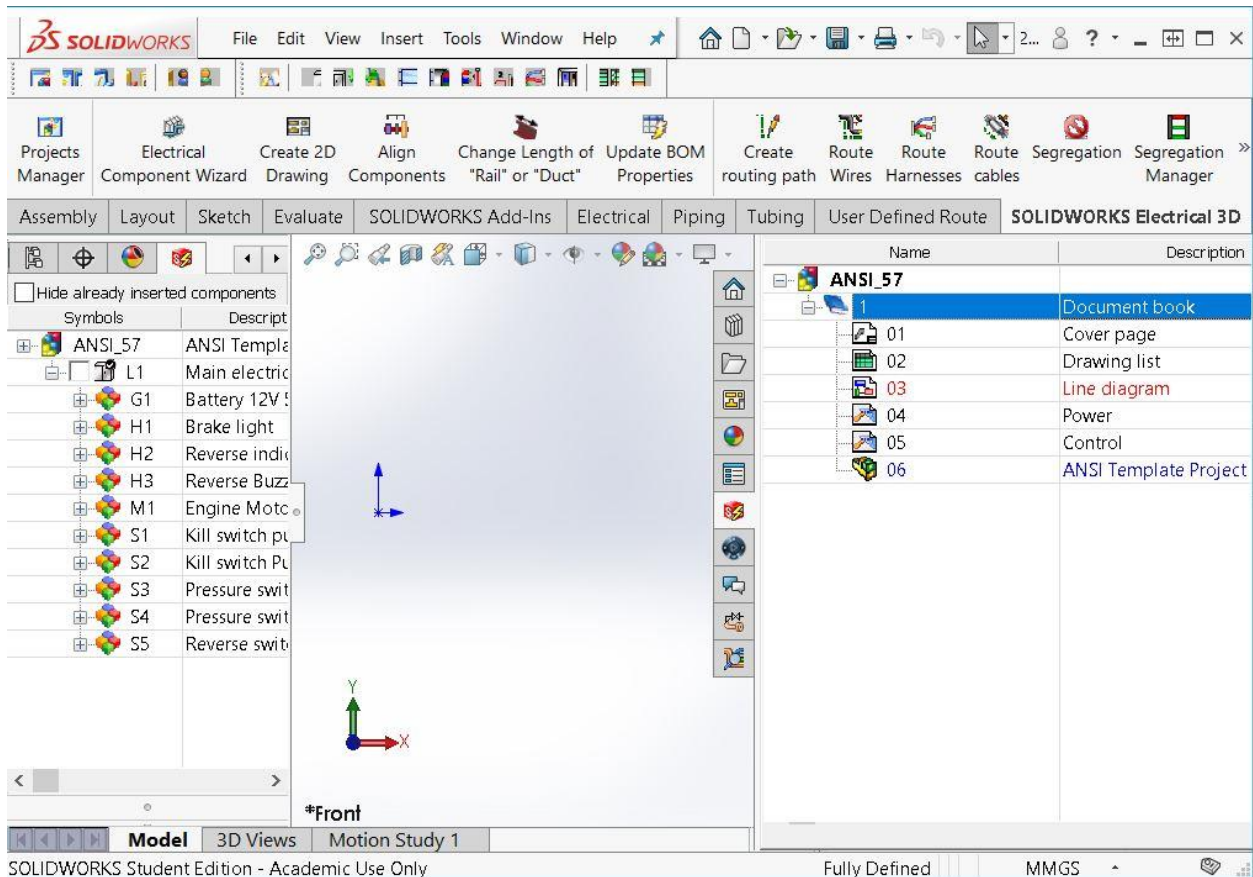 SOLIDWORKS File Edit View Insert Tools Window Help 2... ?
Projects Manager Electrical Component Wizard Create 2D Drawing Align Components Change Length of "Rail" or "Duct" Update BOM Properties Create routing path Route Wires Route Harnesses Route cables Segregation Segregation Manager »
Assembly Layout Sketch Evaluate SOLIDWORKS Add-Ins Electrical Piping Tubing User Defined Route SOLIDWORKS Electrical 3D
Hide already inserted components
Symbols Descript
ANSI_57 ANSI Templa
L1 Main electric
G1 Battery 12V
H1 Brake light
H2 Reverse indic
H3 Reverse Buzz
M1 Engine Moto
S1 Kill switch pu
S2 Kill switch Pu
S3 Pressure swit
S4 Pressure swit
S5 Reverse swit
Y
X
*Front
Name Description
ANSI_57
1 Document book
01 Cover page
02 Drawing list
03 Line diagram
04 Power
05 Control
06 ANSI Template Project
Model 3D Views Motion Study 1
SOLIDWORKS Student Edition - Academic Use Only Fully Defined MMGS